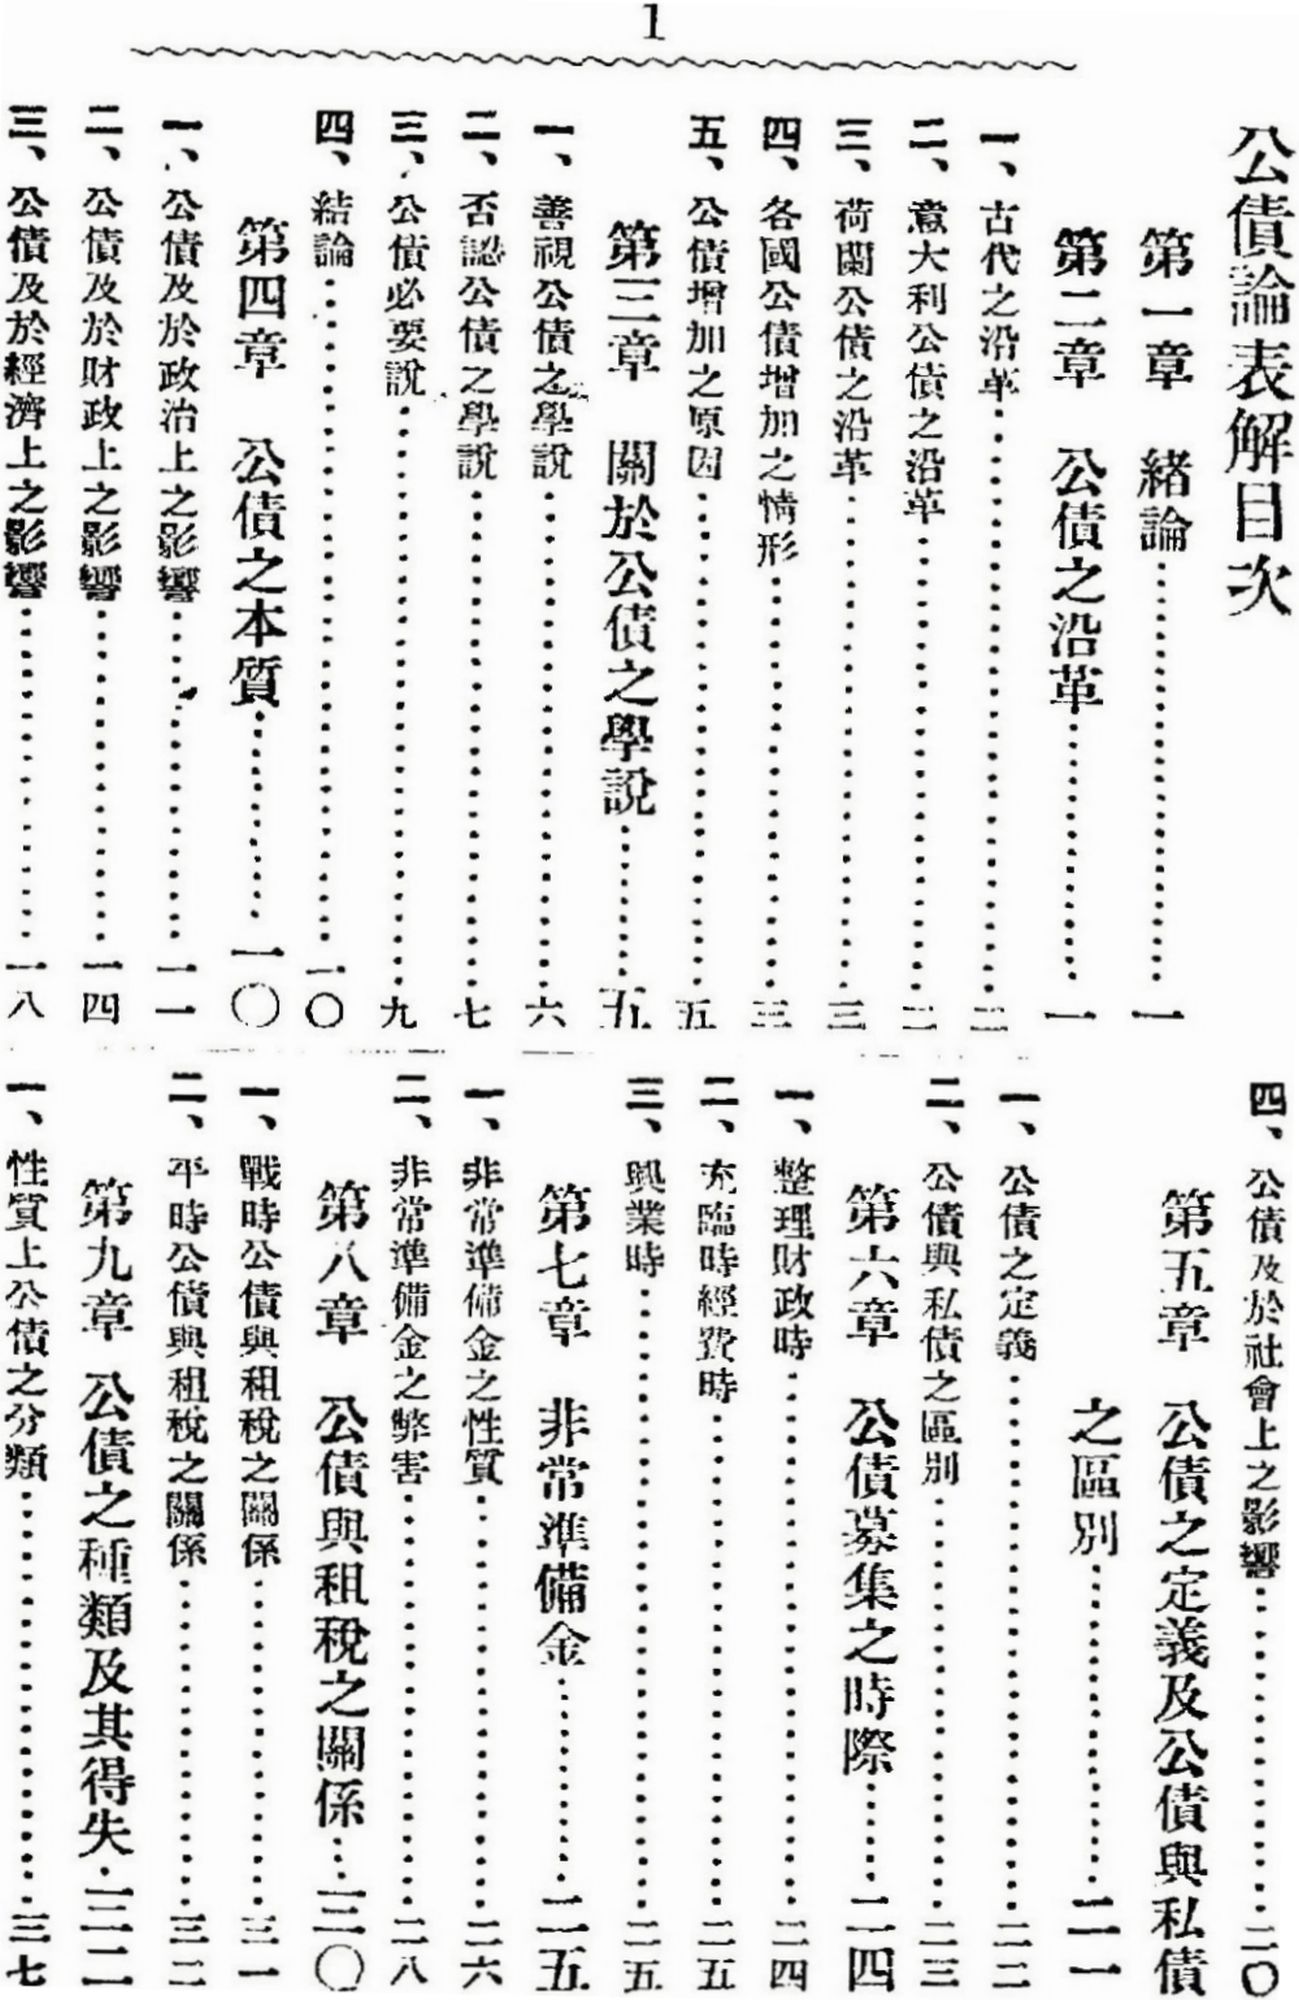 1
公債論表解目次
第一章　緒論…………一
第二章　公債之沿革…………一
一、古代之沿革…………二
二、意大利公債之沿革…………二
三、荷蘭公債之沿革…………三
四、各國公債增加之情形…………三
五、公債增加之原因…………五
第三章　關於公債之學說…………五
一、善視公債之學說…………六
二、否認公債之學說…………七
三、公債必要說…………九
四、結論…………一〇
第四章　公債之本質…………一〇
一、公債及於政治上之影響…………一一
二、公債及於財政上之影響…………一四
三、公債及於經濟上之影響…………一八
四、公債及於社會上之影響…………二〇
第五章　公債之定義及公債與私債
之區別…………二一
一、公債之定義…………二二
二、公債與私債之區別…………二三
第六章　公債募集之時際…………二四
一、整理財政時…………二四
二、充臨時經費時…………二五
三、興業時…………二五
第七章　非常準備金…………二五
一、非常準備金之性質…………二六
二、非常準備金之弊害…………二八
第八章　公債與租稅之關係…………三〇
一、戰時公債與租稅之關係…………三一
二、平時公債與租稅之關係…………三二
第九章　公債之種類及其得失…………三二
一、性質上公債之分類…………三七